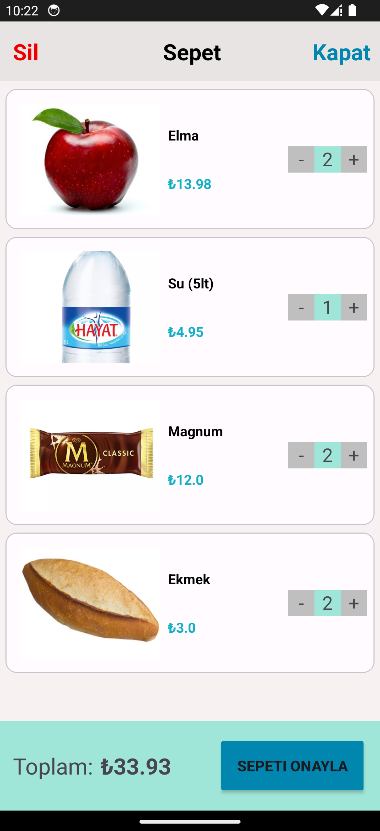 10:22
Sil Sepet Kapat
Elma
₺13.98
- 2 +
HAYAT
Su (5lt)
₺4.95
- 1 +
M
MAGNUM
CLASSIC
Magnum
₺12.0
- 2 +
Ekmek
₺3.0
- 2 +
Toplam: ₺33.93
SEPETI ONAYLA